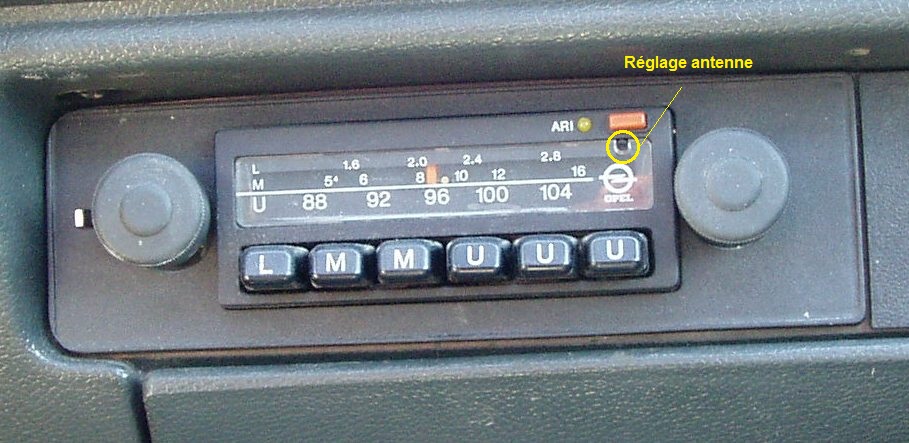 Réglage antenne
ARI
L 1.6 2.0 2.4 2.8
M 5⁴ 6 8 10 12 16
U 88 92 96 100 104
OPEL
L M M U U U